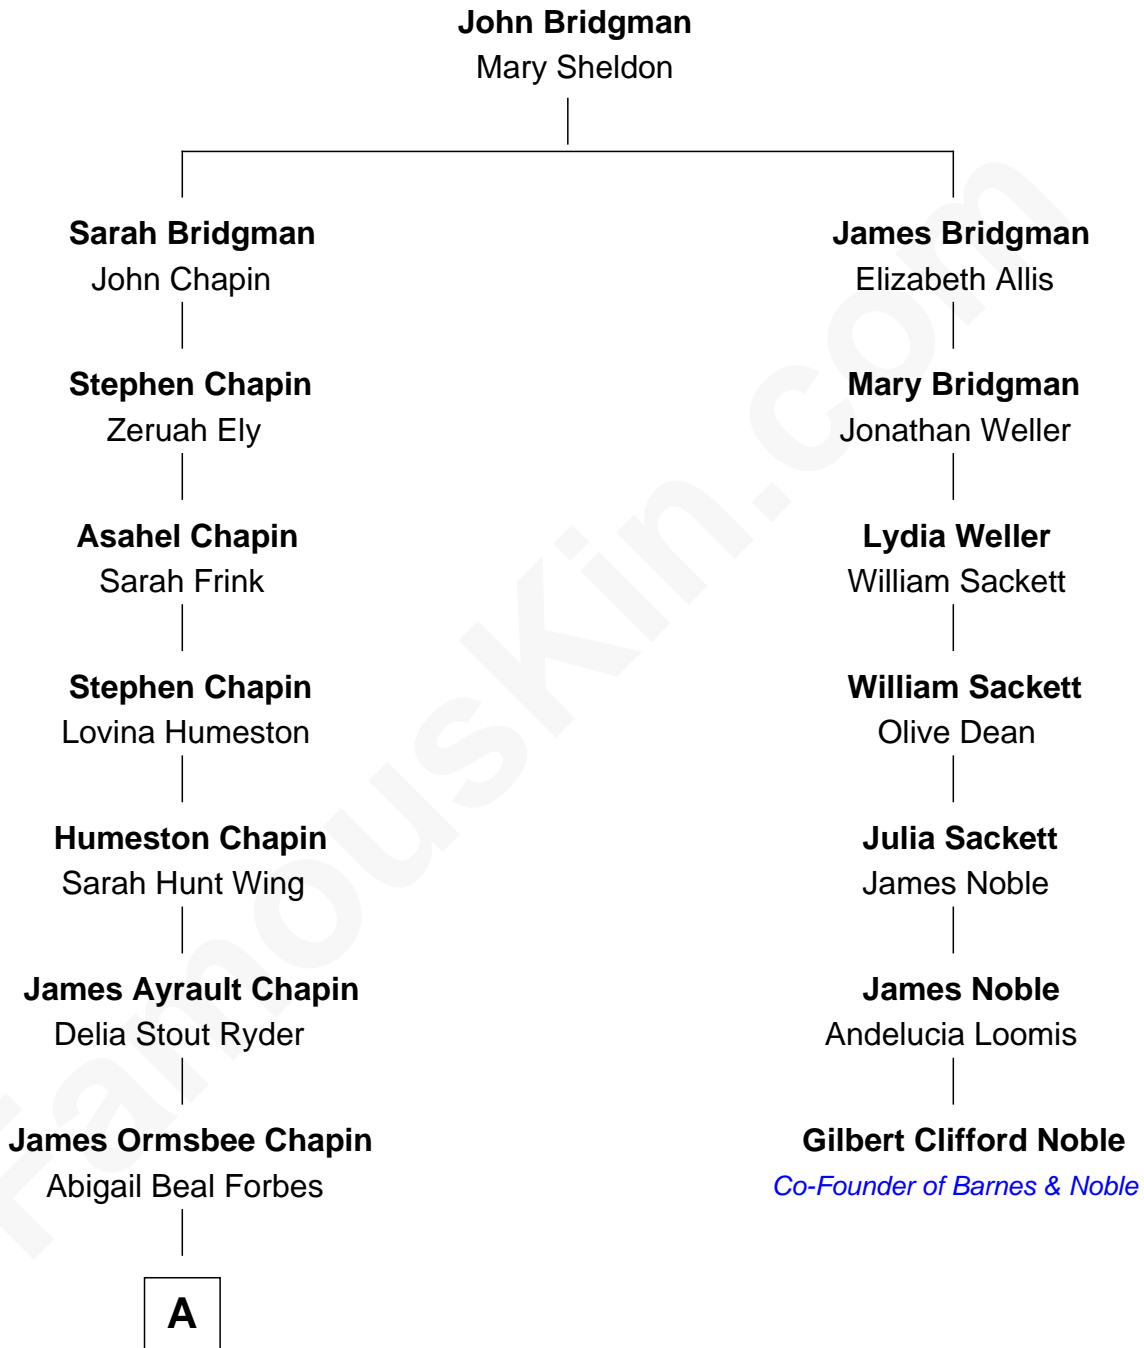 John Bridgman
Mary Sheldon
Sarah Bridgman
John Chapin
James Bridgman
Elizabeth Allis
Stephen Chapin
Zeruah Ely
Mary Bridgman
Jonathan Weller
Asahel Chapin
Sarah Frink
Lydia Weller
William Sackett
Stephen Chapin
Lovina Humeston
William Sackett
Olive Dean
Humeston Chapin
Sarah Hunt Wing
Julia Sackett
James Noble
James Ayrault Chapin
Delia Stout Ryder
James Noble
Andelucia Loomis
James Ormsbee Chapin
Abigail Beal Forbes
Gilbert Clifford Noble
Co-Founder of Barnes & Noble
A
FamousKin.com